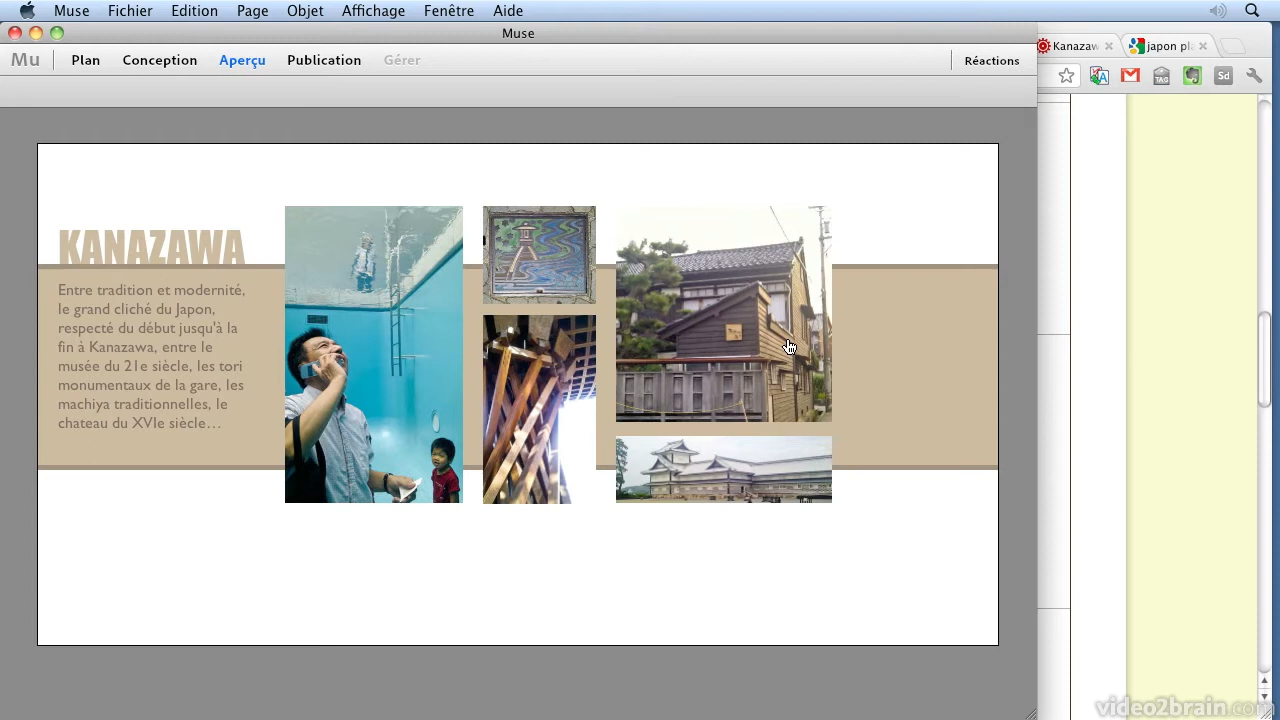 Muse Fichier Edition Page Objet Affichage Fenêtre Aide
Muse
Mu Plan Conception Aperçu Publication Gérer Réactions
Kanazaw japon pl
TAG Sd
KANAZAWA
Entre tradition et modernité,
le grand cliché du Japon,
respecté du début jusqu'à la
fin à Kanazawa, entre le
musée du 21e siècle, les tori
monumentaux de la gare, les
machiya traditionnelles, le
chateau du XVIe siècle…
video2brain.com